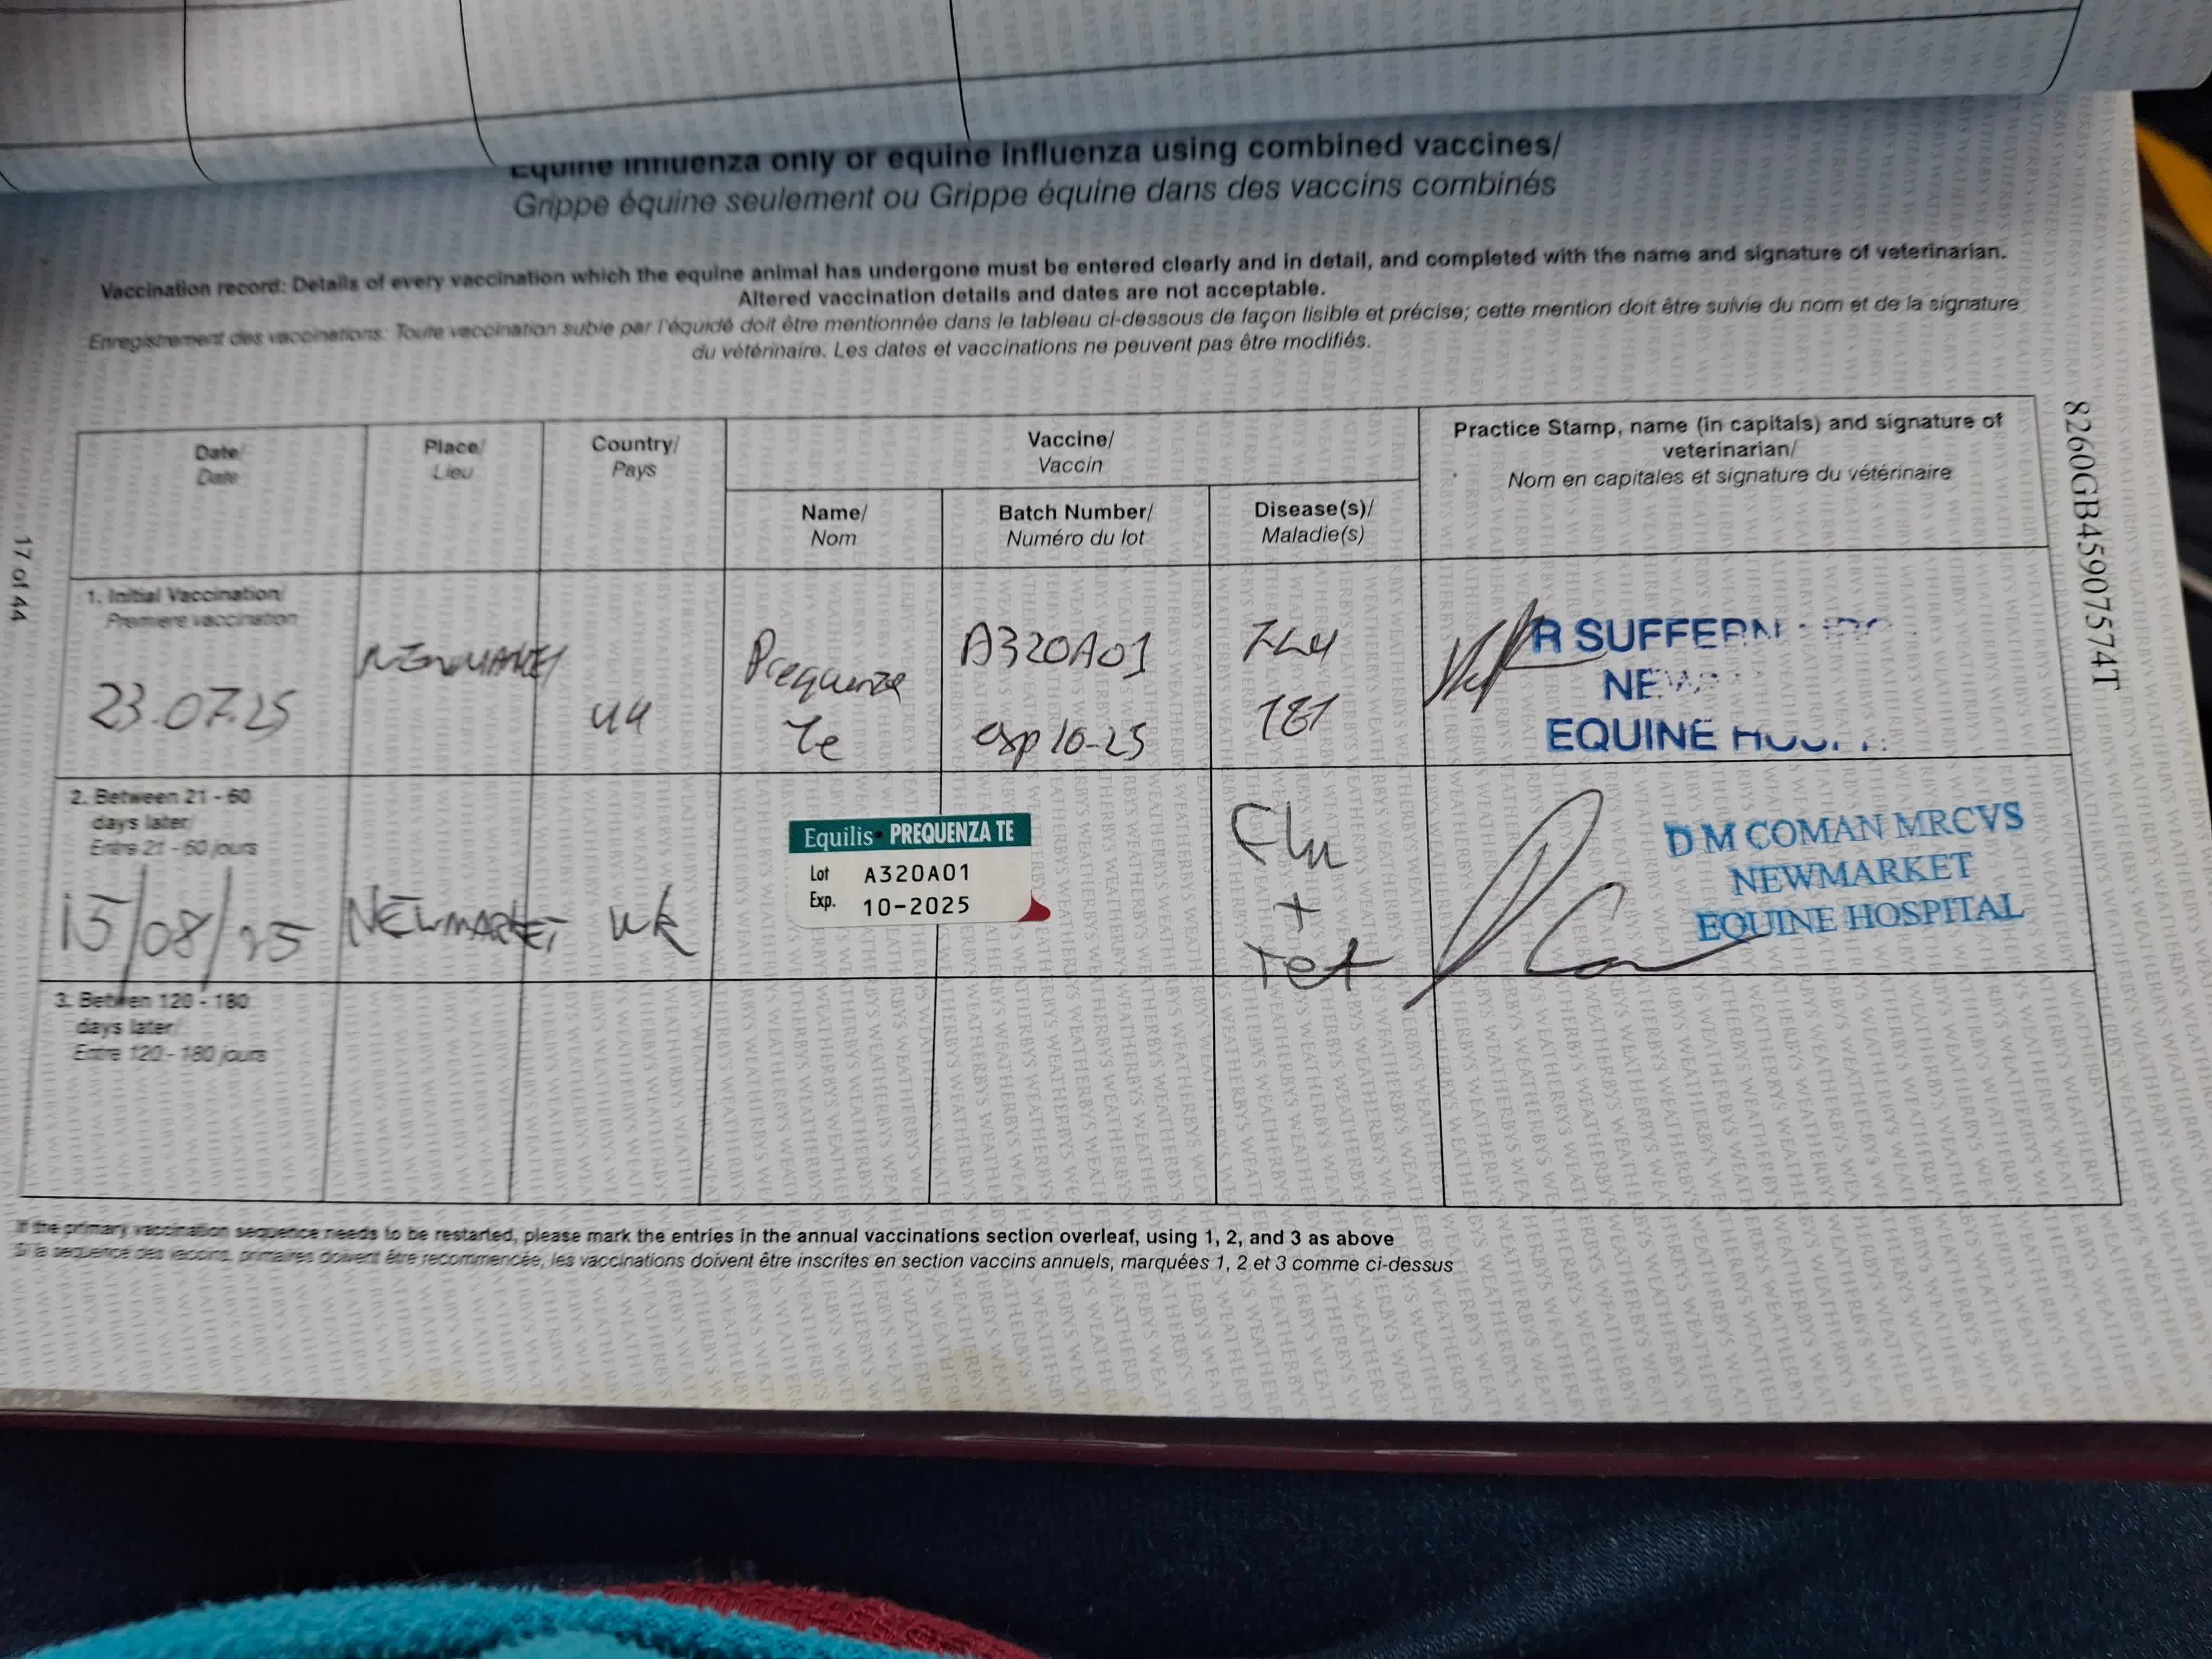 Equine Influenza only or equine influenza using combined vaccines/
Grippe équine seulement ou Grippe équine dans des vaccins combinés
Vaccination record: Details of every vaccination which the equine animal has undergone must be entered clearly and in detail, and completed with the name and signature of veterinarian.
Altered vaccination details and dates are not acceptable.
Enregistrement des vaccinations: Toute vaccination subie par l'équidé doit être mentionnée dans le tableau ci-dessous de façon lisible et précise; cette mention doit être suivie du nom et de la signature
du vétérinaire. Les dates et vaccinations ne peuvent pas être modifiés.
Date/
Date
Place/
Lieu
Country/
Pays
Vaccine/
Vaccin
Name/
Nom
Batch Number/
Numéro du lot
Disease(s)/
Maladie(s)
Practice Stamp, name (in capitals) and signature of
veterinarian/
Nom en capitales et signature du vétérinaire
1. Initial Vaccination/
Premiere vaccination
23.07.25
NEWMARKET
UK
Prequenza
Te
A320A01
exp 10-25
FLU
TET
R SUFFERN
EQUINE
2. Between 21 - 60
days later/
Entre 21 - 60 jours
15/08/25
NEWMARKET
UK
Equilis PREQUENZA TE
Lot A320A01
Exp. 10-2025
Flu
+
Tet
D M COMAN MRCVS
NEWMARKET
EQUINE HOSPITAL
3. Betwen 120 - 180
days later/
Entre 120 - 180 jours
If the primary vaccination sequence needs to be restarted, please mark the entries in the annual vaccinations section overleaf, using 1, 2, and 3 as above
Si la sequence des vaccins, primaires doivent être recommencée, les vaccinations doivent être inscrites en section vaccins annuels, marquées 1, 2 et 3 comme ci-dessus
17 of 44
8260GB45907574T